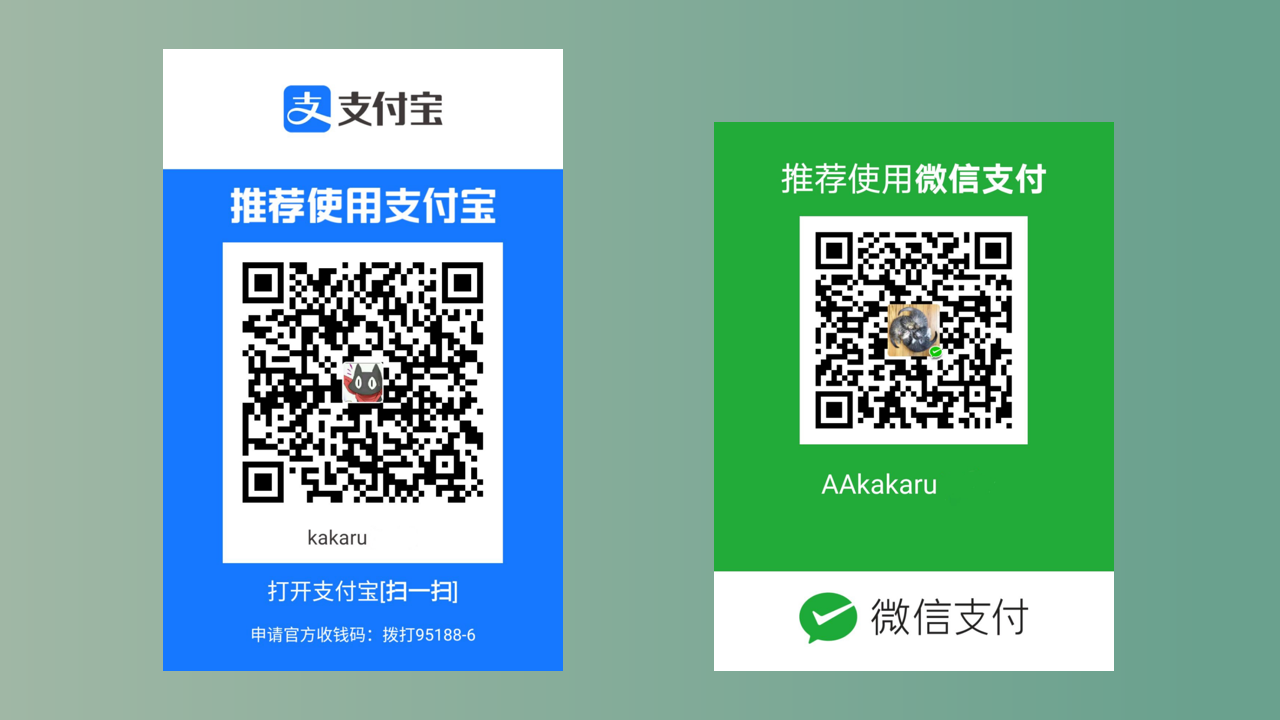 支付宝
推荐使用支付宝
kakaru
打开支付宝[扫一扫]
申请官方收钱码：拨打95188-6
推荐使用微信支付
AAkakaru
微信支付